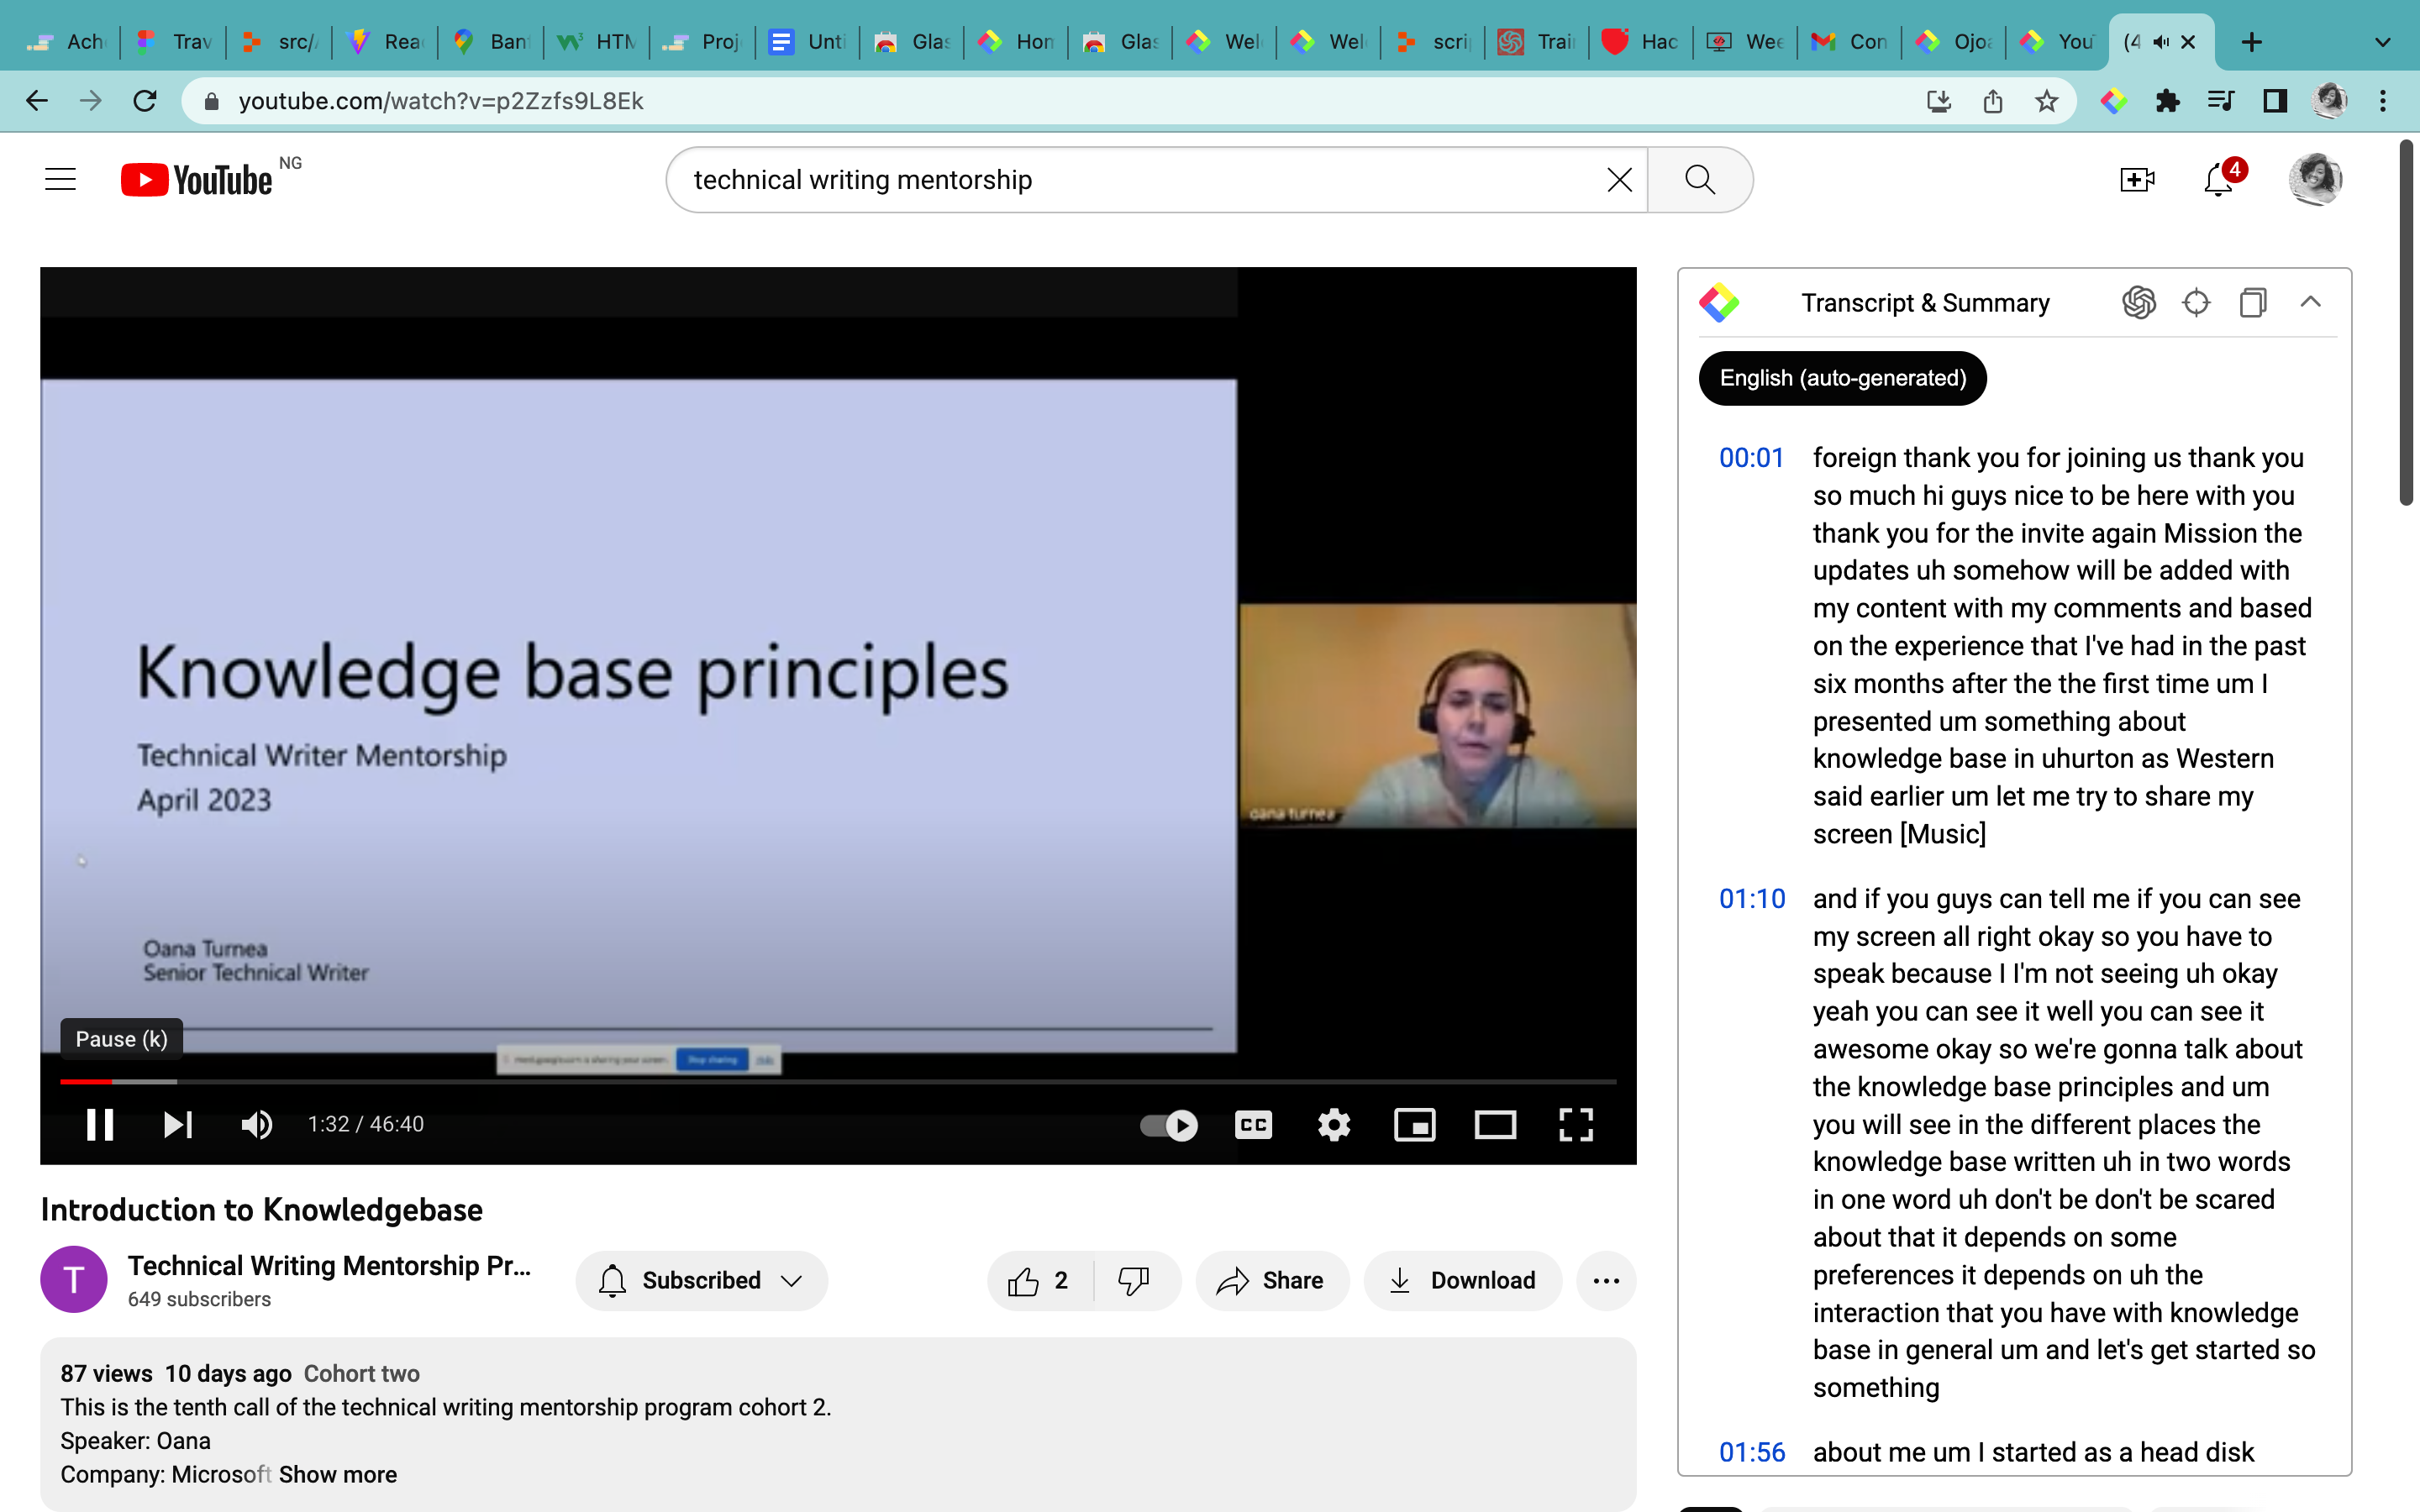 Ach
Trav
src/
Rea
Ban
HTM
Proj
Unti
Glas
Hom
Glas
Wel
Wel
scrip
Trai
Hac
Wee
Con
Ojoa
You
(4
youtube.com/watch?v=p2Zzfs9L8Ek
YouTube NG
technical writing mentorship
4
Knowledge base principles
Technical Writer Mentorship
April 2023
Oana Turnea
Senior Technical Writer
oana turnea
Stop sharing
Pause (k)
1:32 / 46:40
CC
Introduction to Knowledgebase
T
Technical Writing Mentorship Pr...
649 subscribers
Subscribed
2
Share
Download
87 views 10 days ago Cohort two
This is the tenth call of the technical writing mentorship program cohort 2.
Speaker: Oana
Company: Microsoft Show more
Transcript & Summary
English (auto-generated)
00:01 foreign thank you for joining us thank you
so much hi guys nice to be here with you
thank you for the invite again Mission the
updates uh somehow will be added with
my content with my comments and based
on the experience that I've had in the past
six months after the the first time um I
presented um something about
knowledge base in uhurton as Western
said earlier um let me try to share my
screen [Music]
01:10 and if you guys can tell me if you can see
my screen all right okay so you have to
speak because I I'm not seeing uh okay
yeah you can see it well you can see it
awesome okay so we're gonna talk about
the knowledge base principles and um
you will see in the different places the
knowledge base written uh in two words
in one word uh don't be don't be scared
about that it depends on some
preferences it depends on uh the
interaction that you have with knowledge
base in general um and let's get started so
something
01:56 about me um I started as a head disk